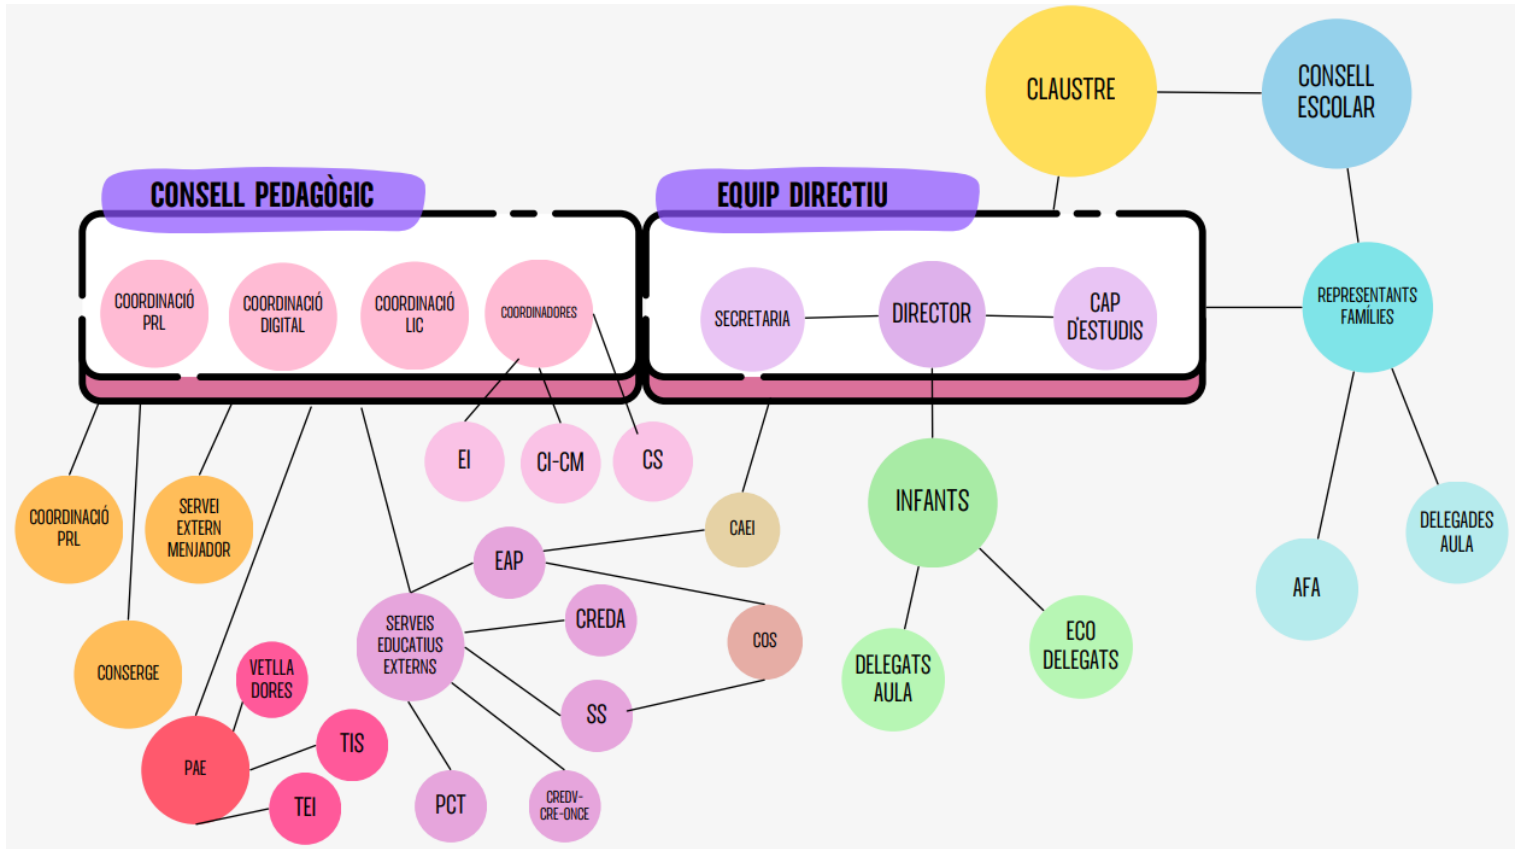 CLAUSTRE
CONSELL
ESCOLAR
CONSELL PEDAGÒGIC
EQUIP DIRECTIU
COORDINACIÓ
PRL
COORDINACIÓ
DIGITAL
COORDINACIÓ
LIC
COORDINADORES
SECRETARIA
DIRECTOR
CAP
D'ESTUDIS
REPRESENTANTS
FAMÍLIES
EI
CI-CM
CS
COORDINACIÓ
PRL
SERVEI
EXTERN
MENJADOR
CAEI
INFANTS
DELEGADES
AULA
EAP
AFA
SERVEIS
EDUCATIUS
EXTERNS
CREDA
COS
ECO
DELEGATS
DELEGATS
AULA
CONSERGE
VETLLA
DORES
SS
TIS
PAE
TEI
PCT
CREDV-
CRE-ONCE